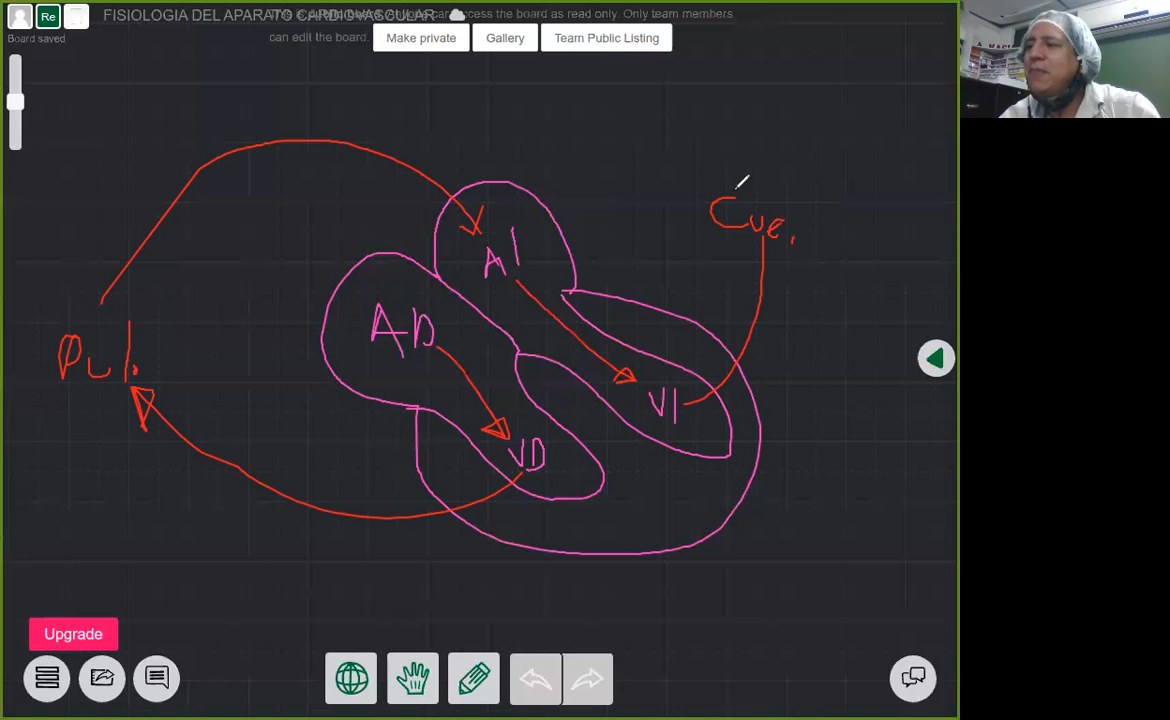 Re
FISIOLOGIA DEL APARATO CARDIOVASCULAR
Board saved
can edit the board.
Make private
Gallery
Team Public Listing
Cue.
AI
AD
Pul.
VI
VD
Upgrade